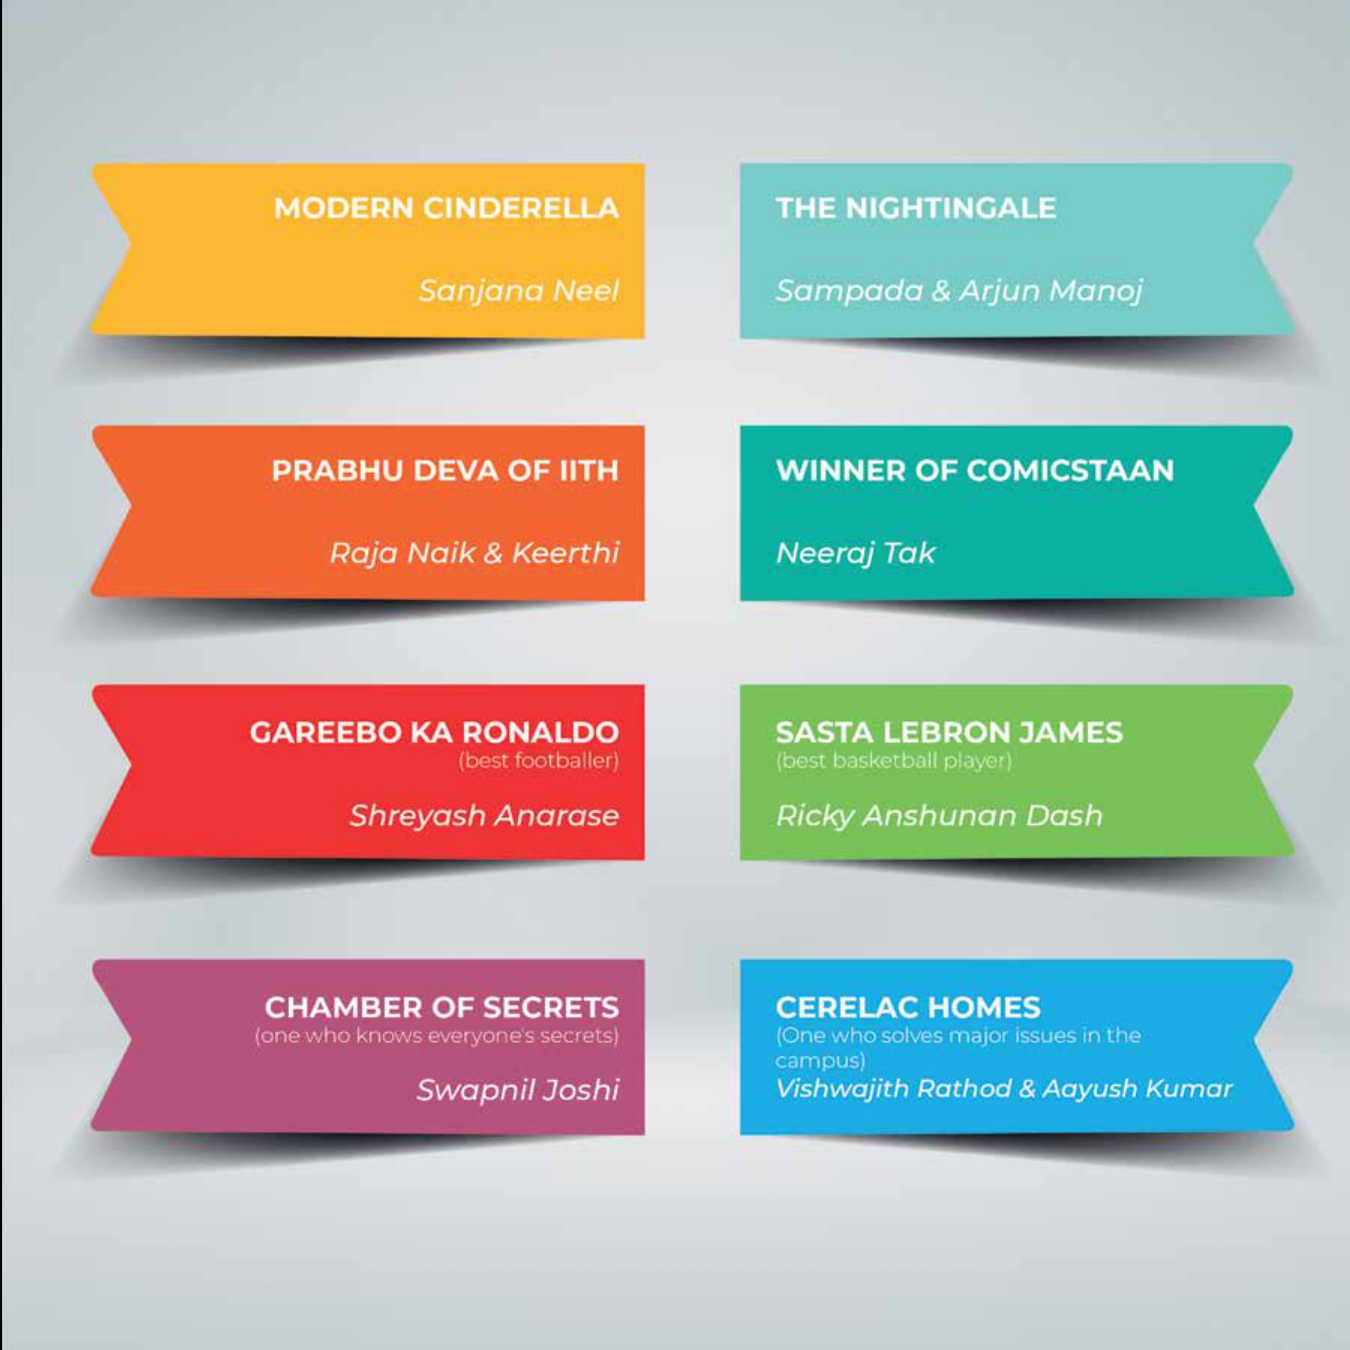 MODERN CINDERELLA
Sanjana Neel
THE NIGHTINGALE
Sampada & Arjun Manoj
PRABHU DEVA OF IITH
Raja Naik & Keerthi
WINNER OF COMICSTAAN
Neeraj Tak
GAREEBO KA RONALDO
(best footballer)
Shreyash Anarase
SASTA LEBRON JAMES
(best basketball player)
Ricky Anshunan Dash
CHAMBER OF SECRETS
(one who knows everyone's secrets)
Swapnil Joshi
CERELAC HOMES
(One who solves major issues in the
campus)
Vishwajith Rathod & Aayush Kumar